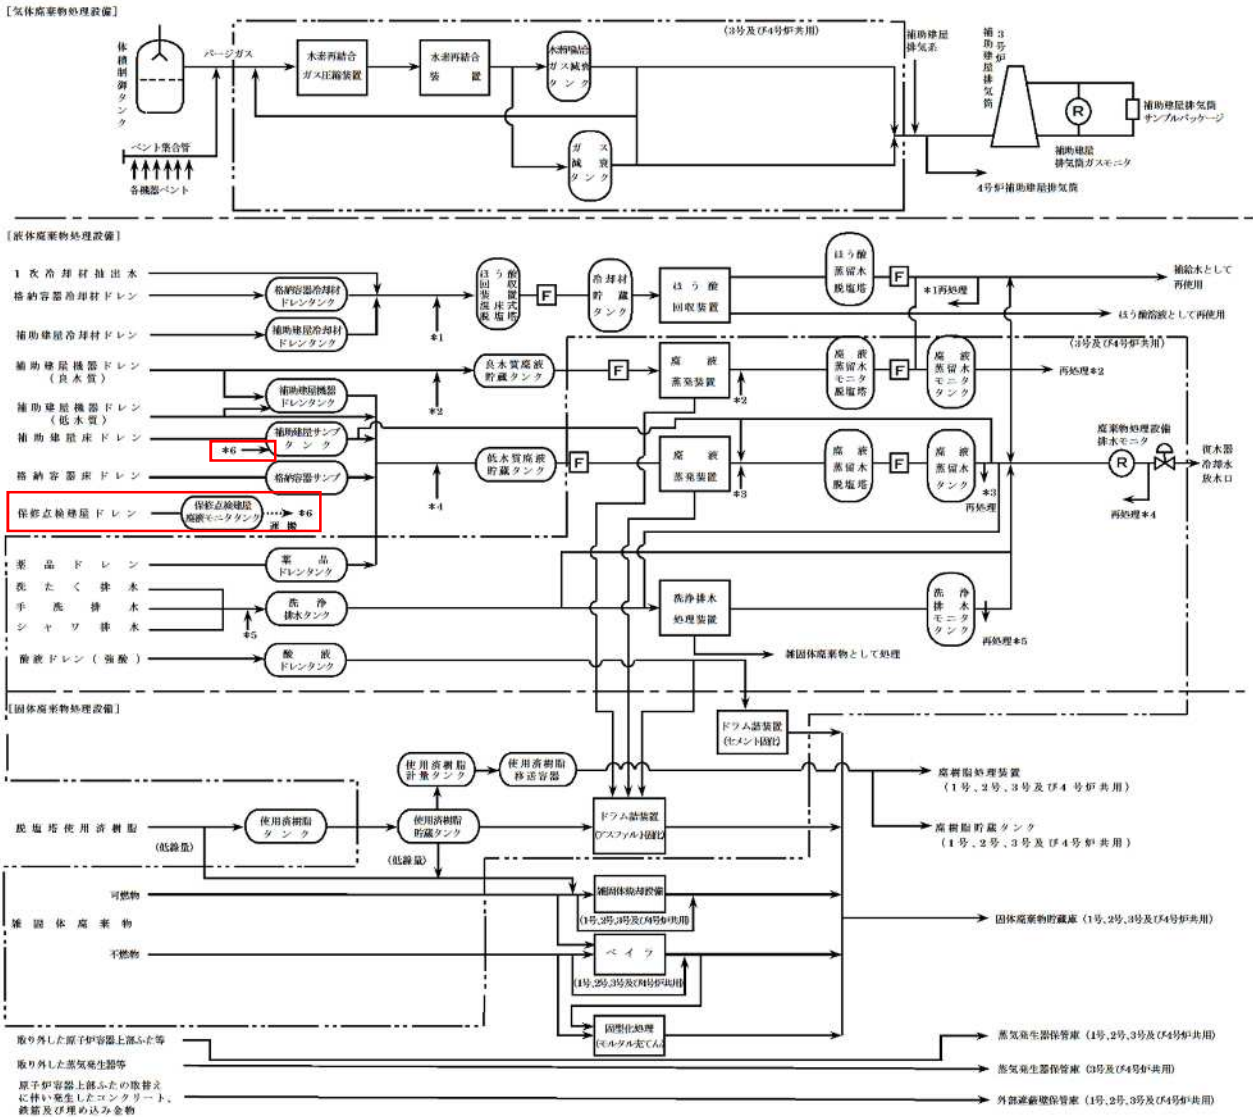 [気体廃棄物処理設備]
体積制御タンク
パージガス
ベント集合管
各機器ベント
水素再結合
ガス圧縮装置
水素再結合
装置
水素再結合
ガス減衰
タンク
ガス
減衰
タンク
(3号及び4号炉共用)
補助建屋
排気系
3号炉
補助建屋排気筒
R
補助建屋
排気筒ガスモニタ
補助建屋排気筒
サンプルパッケージ
4号炉補助建屋排気筒
[液体廃棄物処理設備]
1次冷却材抽出水
格納容器冷却材ドレン
格納容器冷却材
ドレンタンク
補助建屋冷却材ドレン
補助建屋冷却材
ドレンタンク
*1
ほう酸
回収
装置
混床式
脱塩塔
F
冷却材
貯蔵
タンク
ほう酸
回収装置
ほう酸
蒸留水
脱塩塔
F
*1再処理
補給水として
再使用
ほう酸溶液として再使用
(3号及び4号炉共用)
補助建屋機器ドレン
(良水質)
*2
良水質廃液
貯蔵タンク
F
廃液
蒸発装置
*2
廃液
蒸留水
モニタ
脱塩塔
F
廃液
蒸留水
モニタ
タンク
再処理*2
補助建屋機器
ドレンタンク
補助建屋機器ドレン
(低水質)
補助建屋床ドレン
補助建屋サンプ
タンク
*6
格納容器床ドレン
格納容器サンプ
*4
低水質廃液
貯蔵タンク
F
廃液
蒸発装置
*3
廃液
蒸留水
脱塩塔
F
廃液
蒸留水
タンク
*3
再処理
廃棄物処理設備
排水モニタ
R
再処理*4
復水器
冷却水
放水口
保修点検建屋ドレン
保修点検建屋
廃液モニタタンク
運搬
*6
薬品ドレン
薬品
ドレンタンク
洗たく排水
手洗排水
シャワ排水
*5
洗浄
排水タンク
洗浄排水
処理装置
洗浄
排水
モニタ
タンク
再処理*5
雑固体廃棄物として処理
酸液ドレン(強酸)
酸液
ドレンタンク
[固体廃棄物処理設備]
ドラム詰装置
(セメント固化)
使用済樹脂
計量タンク
使用済樹脂
移送容器
廃樹脂処理装置
(1号、2号、3号及び4号炉共用)
脱塩塔使用済樹脂
使用済樹脂
タンク
使用済樹脂
貯蔵タンク
ドラム詰装置
(アスファルト固化)
廃樹脂貯蔵タンク
(1号、2号、3号及び4号炉共用)
(低線量)
(低線量)
雑固体廃棄物
可燃物
雑固体焼却設備
(1号、2号、3号及び4号炉共用)
固体廃棄物貯蔵庫(1号、2号、3号及び4号炉共用)
不燃物
ベイラ
(1号、2号、3号及び4号炉共用)
固型化処理
(モルタル充てん)
取り外した原子炉容器上部ふた等
蒸気発生器保管庫(1号、2号、3号及び4号炉共用)
取り外した蒸気発生器等
蒸気発生器保管庫(3号及び4号炉共用)
原子炉容器上部ふたの取替え
に伴い発生したコンクリート、
鉄筋及び埋め込み金物
外部遮蔽壁保管庫(1号、2号、3号及び4号炉共用)